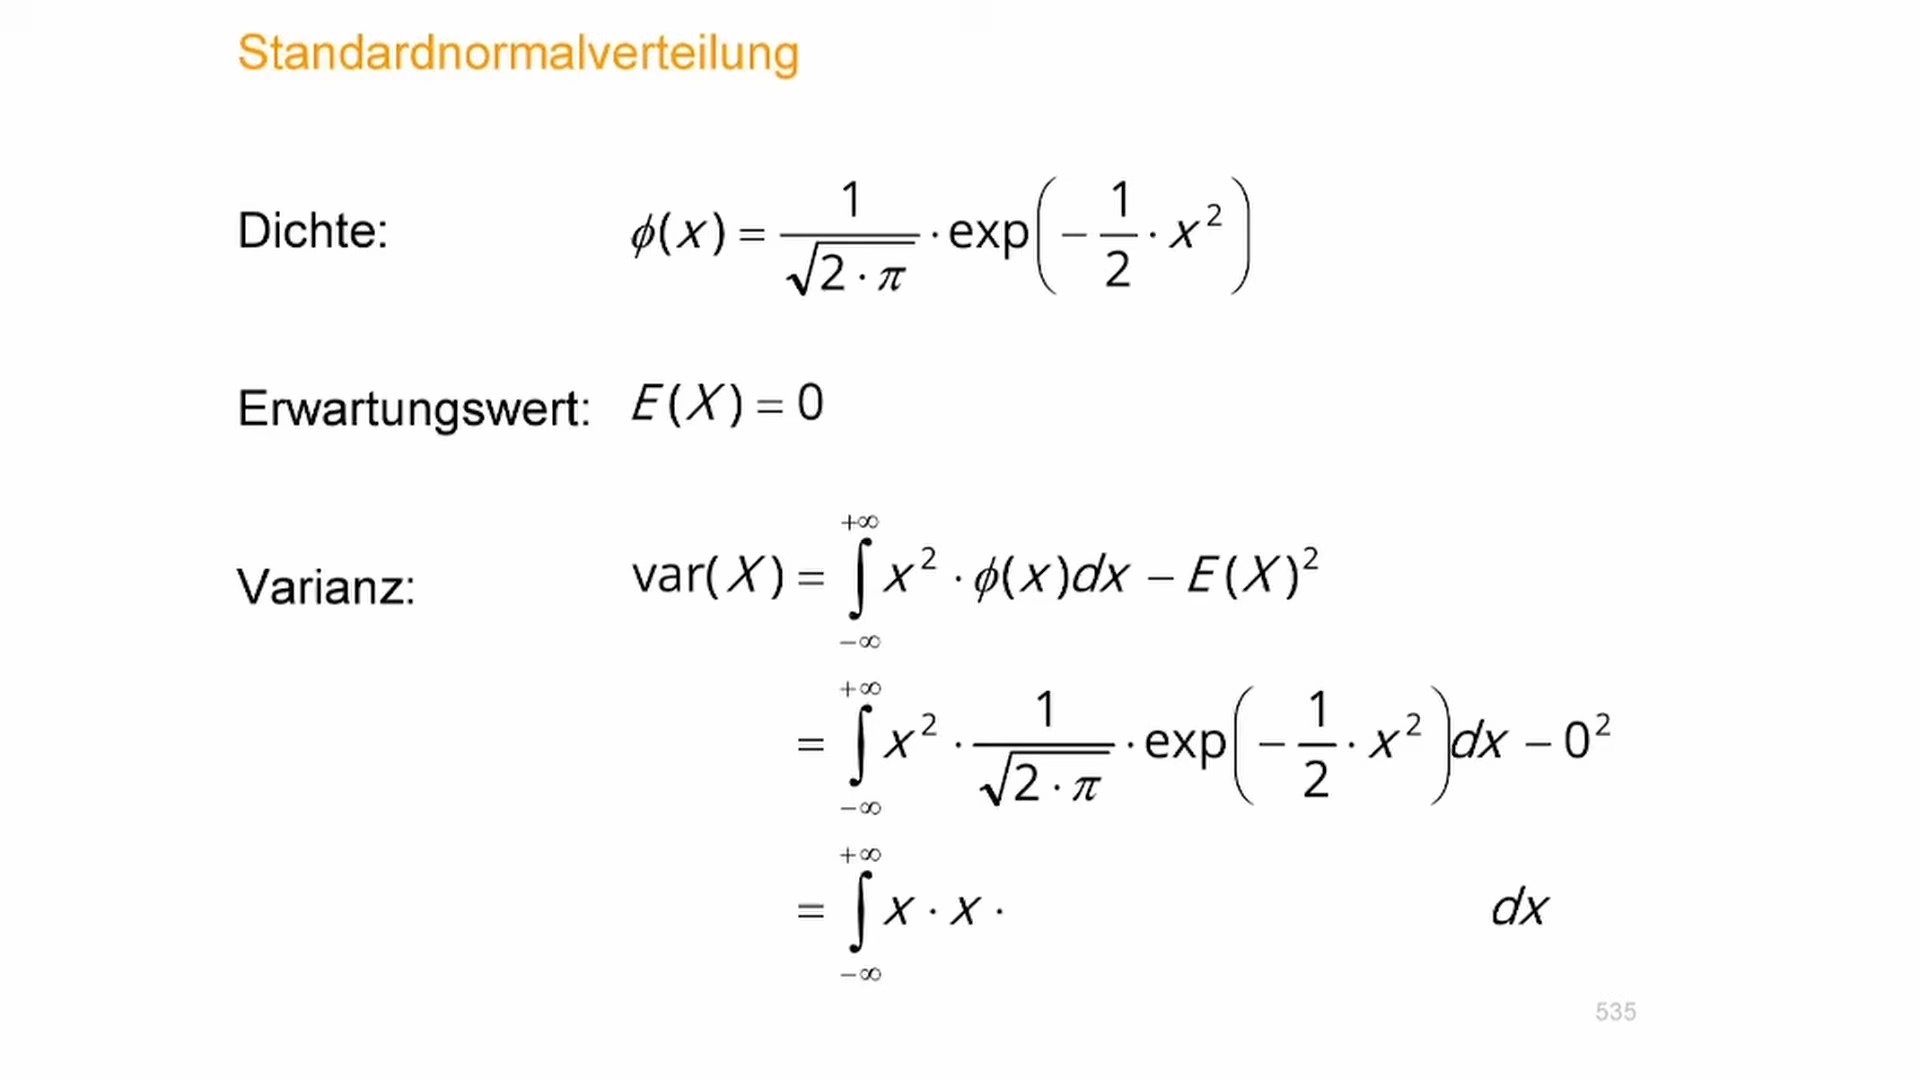 Standardnormalverteilung
Dichte: ϕ(x) = 1/√(2·π) · exp(−1/2 · x²)
Erwartungswert: E(X) = 0
Varianz: var(X) = ∫_{−∞}^{+∞} x² · ϕ(x)dx − E(X)²
= ∫_{−∞}^{+∞} x² · 1/√(2·π) · exp(−1/2 · x²)dx − 0²
= ∫_{−∞}^{+∞} x · x · dx
535